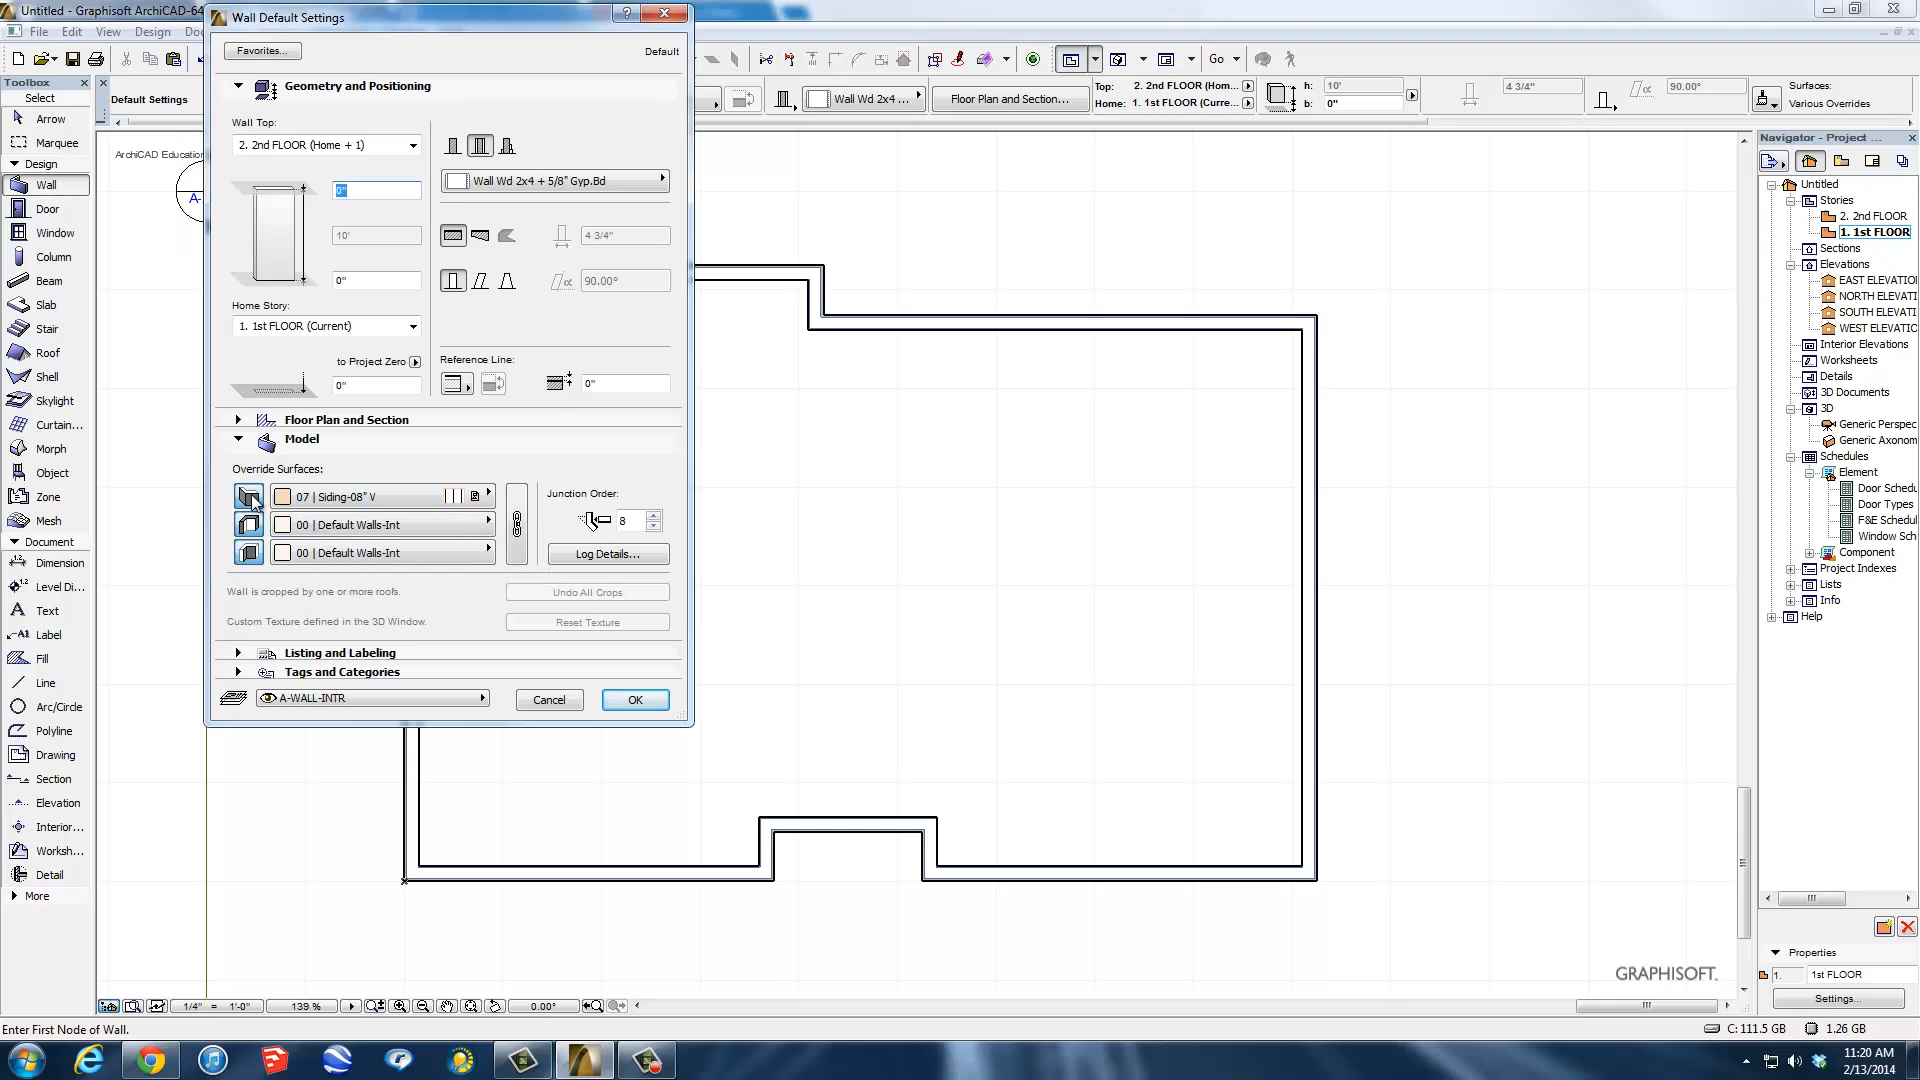 Untitled - Graphisoft ArchiCAD-64
File Edit View Design
Wall Default Settings
Favorites...
Default
Geometry and Positioning
Wall Top:
2. 2nd FLOOR (Home + 1)
0"
10'
0"
Home Story:
1. 1st FLOOR (Current)
to Project Zero
0"
Wall Wd 2x4 + 5/8" Gyp.Bd
4 3/4"
90.00°
α
Reference Line:
0"
Floor Plan and Section
Model
Override Surfaces:
07 | Siding-08" V
00 | Default Walls-Int
00 | Default Walls-Int
Junction Order:
8
Log Details...
Wall is cropped by one or more roofs.
Undo All Crops
Custom Texture defined in the 3D Window.
Reset Texture
Listing and Labeling
Tags and Categories
A-WALL-INTR
Cancel
OK
Go
Wall Wd 2x4 ...
Floor Plan and Section...
Top: 2. 2nd FLOOR (Hom...
Home: 1. 1st FLOOR (Curre...
h: 10'
b: 0"
4 3/4"
α
90.00°
Surfaces:
Various Overrides
Toolbox
Select
Arrow
Marquee
Design
Wall
Door
Window
Column
Beam
Slab
Stair
Roof
Shell
Skylight
Curtain...
Morph
Object
Zone
Mesh
Document
Dimension
Level Di...
A Text
A1 Label
Fill
Line
Arc/Circle
Polyline
Drawing
Section
Elevation
Interior...
Worksh...
Detail
More
Default Settings
ArchiCAD Education
A-
Navigator - Project ...
Untitled
Stories
2. 2nd FLOOR
1. 1st FLOOR
Sections
Elevations
EAST ELEVATIO
NORTH ELEVATI
SOUTH ELEVATI
WEST ELEVATIO
Interior Elevations
Worksheets
Details
3D Documents
3D
Generic Perspec
Generic Axonom
Schedules
Element
Door Schedu
Door Types
F&E Schedul
Window Sch
Component
Project Indexes
Lists
Info
Help
Properties
1. 1st FLOOR
Settings...
GRAPHISOFT.
1/4" = 1'-0"
139 %
0.00°
Enter First Node of Wall.
C: 111.5 GB
1.26 GB
11:20 AM
2/13/2014